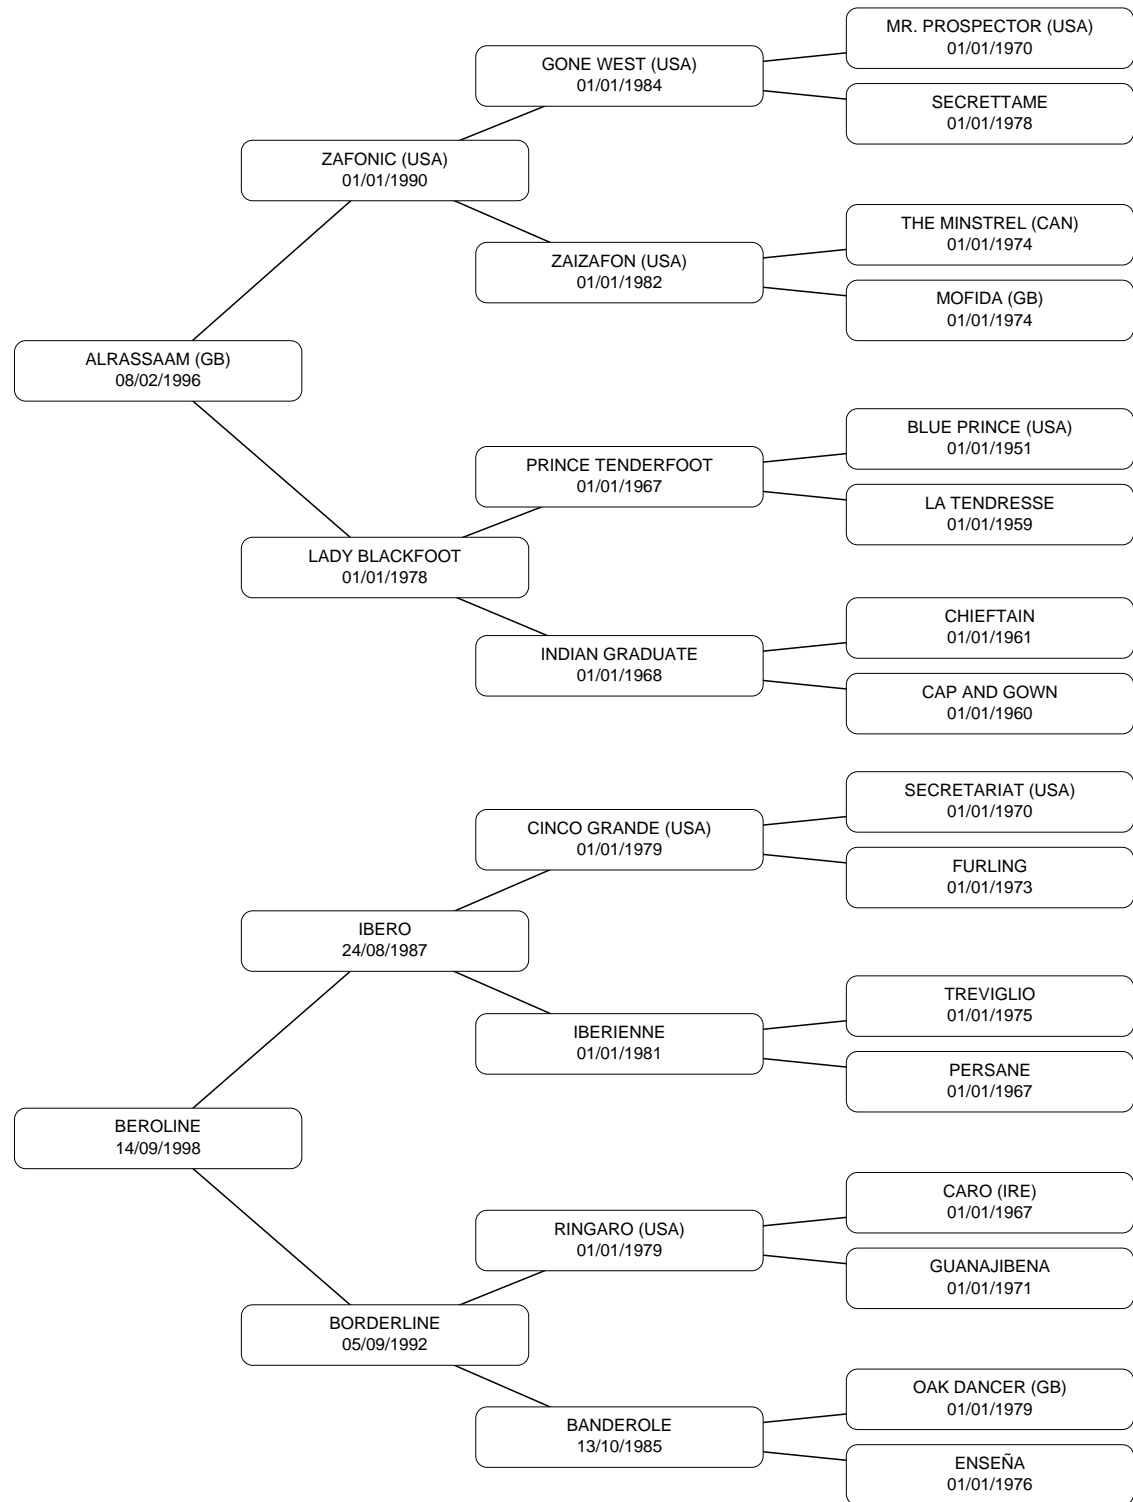 MR. PROSPECTOR (USA)
01/01/1970
GONE WEST (USA)
01/01/1984
SECRETTAME
01/01/1978
ZAFONIC (USA)
01/01/1990
THE MINSTREL (CAN)
01/01/1974
ZAIZAFON (USA)
01/01/1982
MOFIDA (GB)
01/01/1974
ALRASSAAM (GB)
08/02/1996
BLUE PRINCE (USA)
01/01/1951
PRINCE TENDERFOOT
01/01/1967
LA TENDRESSE
01/01/1959
LADY BLACKFOOT
01/01/1978
CHIEFTAIN
01/01/1961
INDIAN GRADUATE
01/01/1968
CAP AND GOWN
01/01/1960
SECRETARIAT (USA)
01/01/1970
CINCO GRANDE (USA)
01/01/1979
FURLING
01/01/1973
IBERO
24/08/1987
TREVIGLIO
01/01/1975
IBERIENNE
01/01/1981
PERSANE
01/01/1967
BEROLINE
14/09/1998
CARO (IRE)
01/01/1967
RINGARO (USA)
01/01/1979
GUANAJIBENA
01/01/1971
BORDERLINE
05/09/1992
OAK DANCER (GB)
01/01/1979
BANDEROLE
13/10/1985
ENSEÑA
01/01/1976